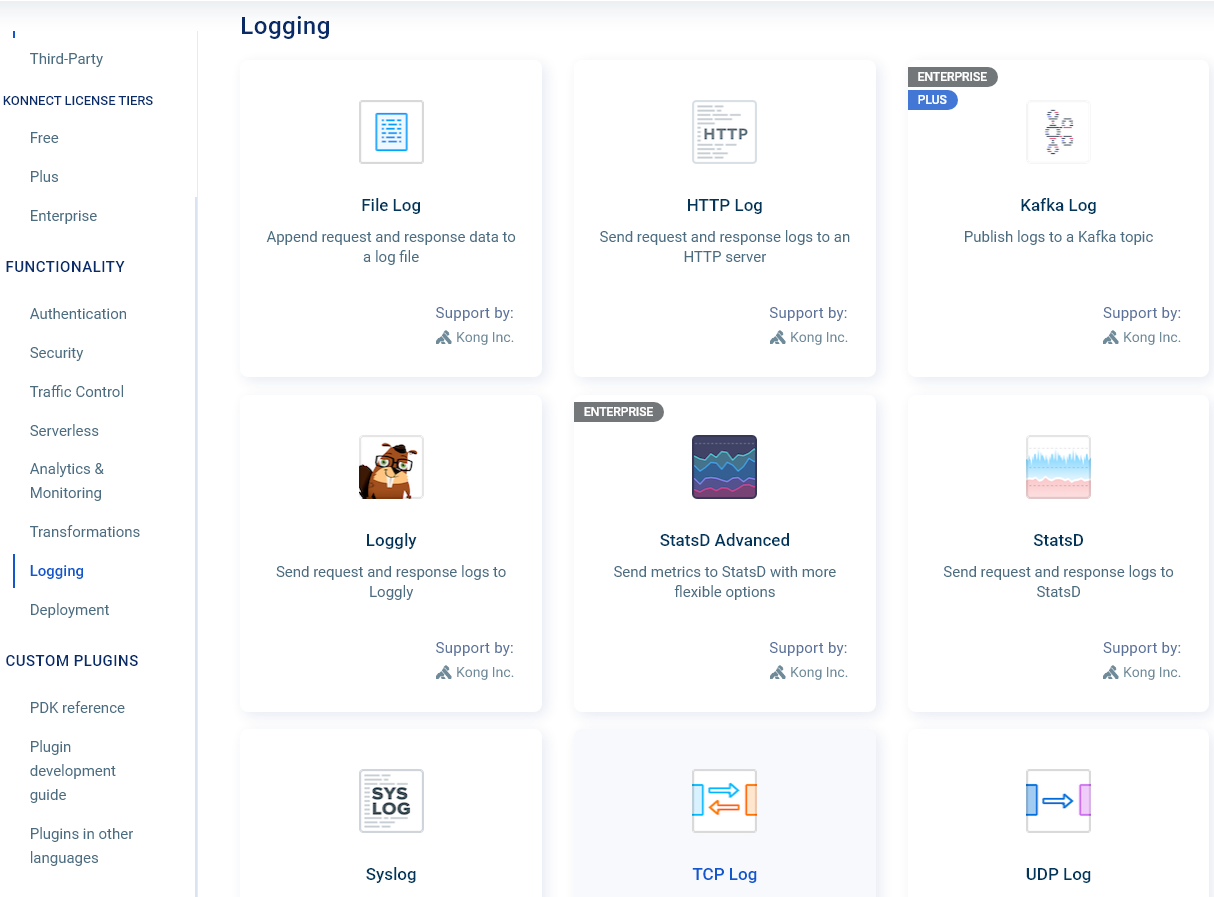 Third-Party
KONNECT LICENSE TIERS
Free
Plus
Enterprise
FUNCTIONALITY
Authentication
Security
Traffic Control
Serverless
Analytics &
Monitoring
Transformations
Logging
Deployment
CUSTOM PLUGINS
PDK reference
Plugin
development
guide
Plugins in other
languages
Logging
File Log
Append request and response data to
a log file
Support by:
Kong Inc.
HTTP
HTTP Log
Send request and response logs to an
HTTP server
Support by:
Kong Inc.
ENTERPRISE
PLUS
Kafka Log
Publish logs to a Kafka topic
Support by:
Kong Inc.
Loggly
Send request and response logs to
Loggly
Support by:
Kong Inc.
ENTERPRISE
StatsD Advanced
Send metrics to StatsD with more
flexible options
Support by:
Kong Inc.
StatsD
Send request and response logs to
StatsD
Support by:
Kong Inc.
SYS
LOG
Syslog
TCP Log
UDP Log